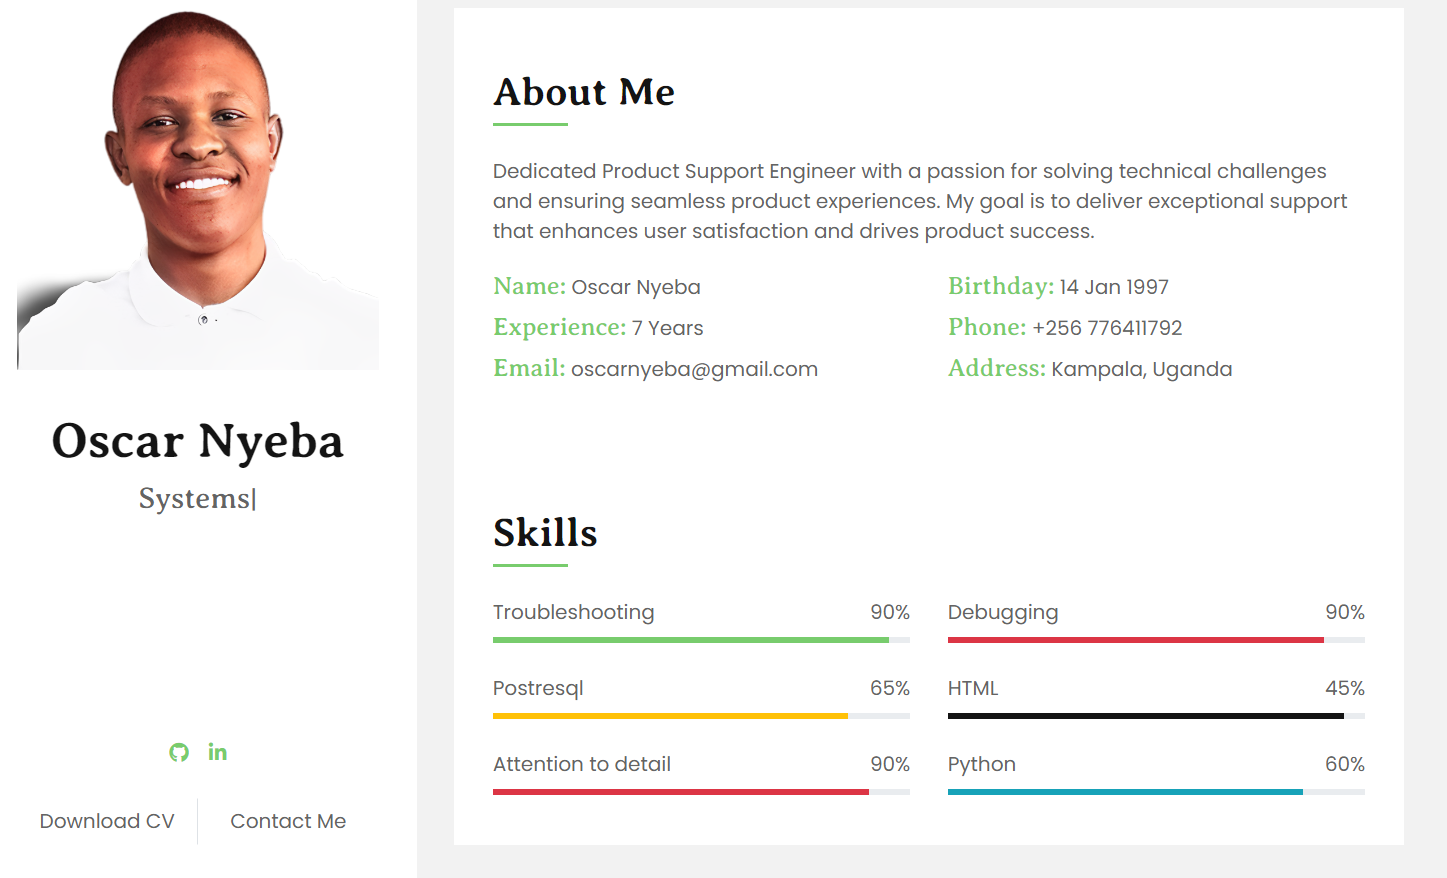 Oscar Nyeba
Systems|
in
Download CV
Contact Me
About Me
Dedicated Product Support Engineer with a passion for solving technical challenges
and ensuring seamless product experiences. My goal is to deliver exceptional support
that enhances user satisfaction and drives product success.
Name: Oscar Nyeba
Birthday: 14 Jan 1997
Experience: 7 Years
Phone: +256 776411792
Email: oscarnyeba@gmail.com
Address: Kampala, Uganda
Skills
Troubleshooting 90%
Debugging 90%
Postresql 65%
HTML 45%
Attention to detail 90%
Python 60%